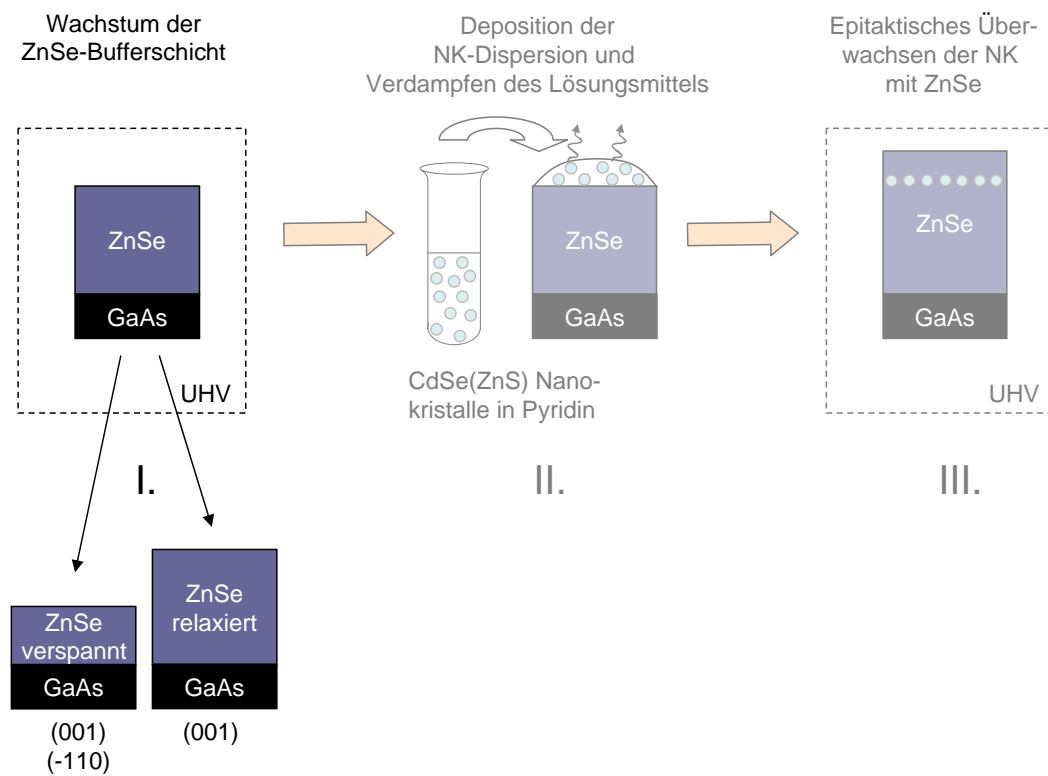 Wachstum der
ZnSe-Bufferschicht
ZnSe
GaAs
UHV
I.
ZnSe
verspannt
GaAs
(001)
(-110)
ZnSe
relaxiert
GaAs
(001)
Deposition der
NK-Dispersion und
Verdampfen des Lösungsmittels
ZnSe
GaAs
CdSe(ZnS) Nano-
kristalle in Pyridin
II.
Epitaktisches Über-
wachsen der NK
mit ZnSe
ZnSe
GaAs
UHV
III.